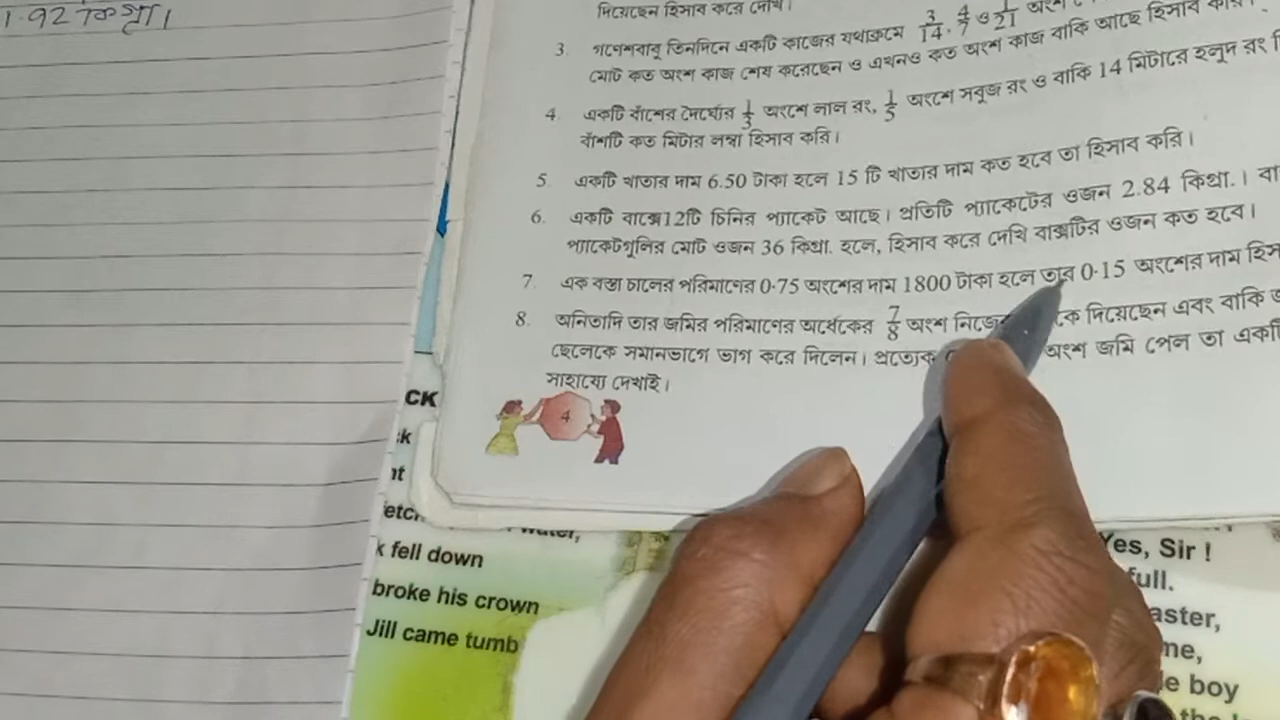 1.92 কিগ্রা।
দিয়েছেন হিসাব করে দেখি।
3. গণেশবাবু তিনদিনে একটি কাজের যথাক্রমে 3/14, 4/7 ও 1/21 অংশ
মোট কত অংশ কাজ শেষ করেছেন ও এখনও কত অংশ কাজ বাকি আছে হিসাব করি।
4. একটি বাঁশের দৈর্ঘ্যের 1/3 অংশে লাল রং, 1/5 অংশে সবুজ রং ও বাকি 14 মিটারে হলুদ রং
বাঁশটি কত মিটার লম্বা হিসাব করি।
5. একটি খাতার দাম 6.50 টাকা হলে 15 টি খাতার দাম কত হবে তা হিসাব করি।
6. একটি বাক্সে12টি চিনির প্যাকেট আছে। প্রতিটি প্যাকেটের ওজন 2.84 কিগ্রা.।
প্যাকেটগুলির মোট ওজন 36 কিগ্রা. হলে, হিসাব করে দেখি বাক্সটির ওজন কত হবে।
7. এক বস্তা চালের পরিমাণের 0·75 অংশের দাম 1800 টাকা হলে তার 0·15 অংশের দাম
8. অনিতাদি তার জমির পরিমাণের অর্ধেকের 7/8 অংশ দিয়েছেন এবং বাকি
ছেলেকে সমানভাগে ভাগ করে দিলেন। প্রত্যেক অংশ জমি পেল তা
সাহায্যে দেখাই।
4
CK
fell down
broke his crown
Jill came tumb
Yes, Sir !
full.